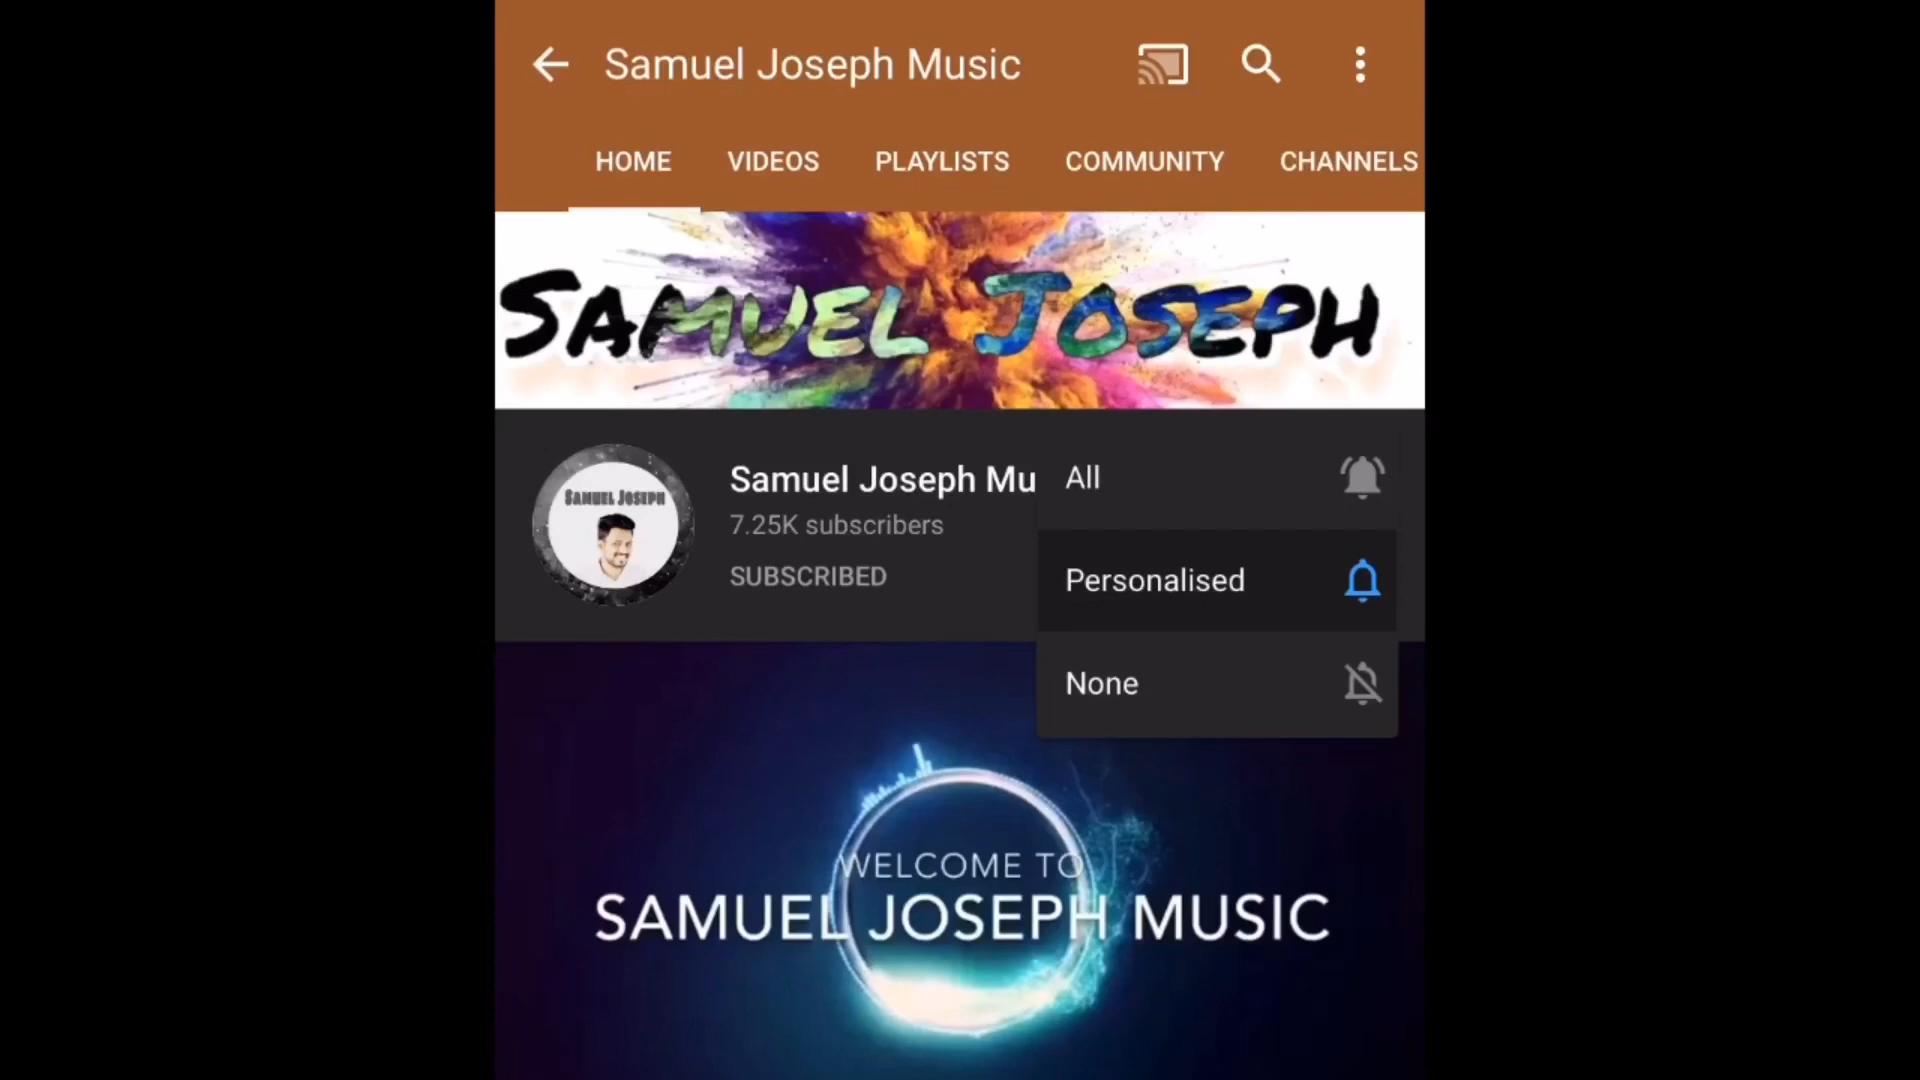 Samuel Joseph Music
HOME VIDEOS PLAYLISTS COMMUNITY CHANNELS
SAMUEL JOSEPH
SAMUEL JOSEPH
Samuel Joseph Mu
7.25K subscribers
SUBSCRIBED
All
Personalised
None
WELCOME TO
SAMUEL JOSEPH MUSIC